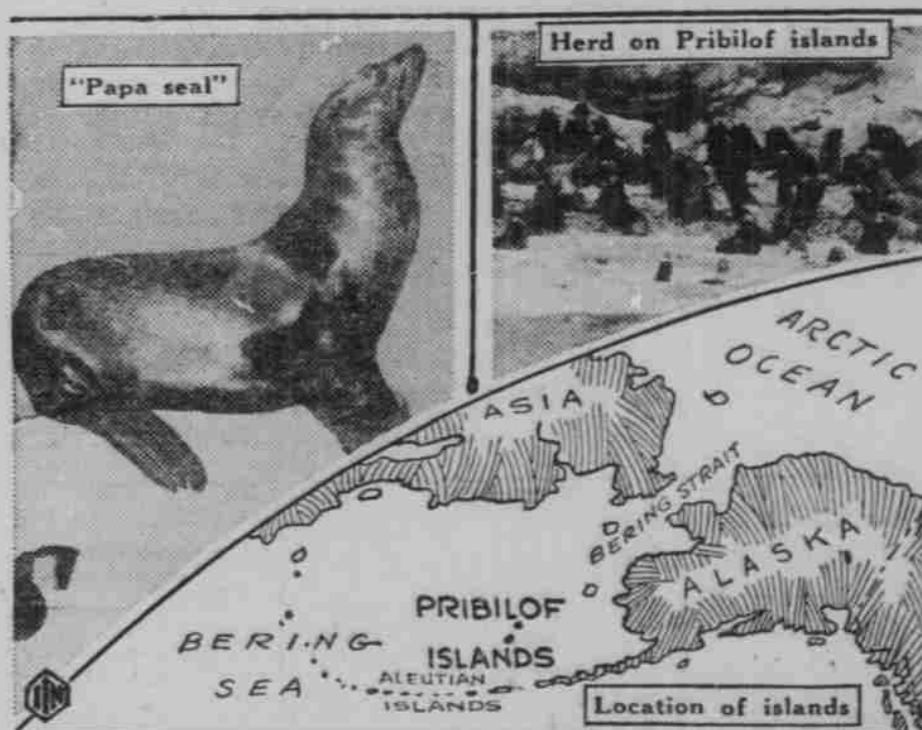 "Papa seal"
Herd on Pribilof islands
ARCTIC
OCEAN
ASIA
BERING STRAIT
ALASKA
PRIBILOF
ISLANDS
BERING
SEA
ALEUTIAN
ISLANDS
Location of islands